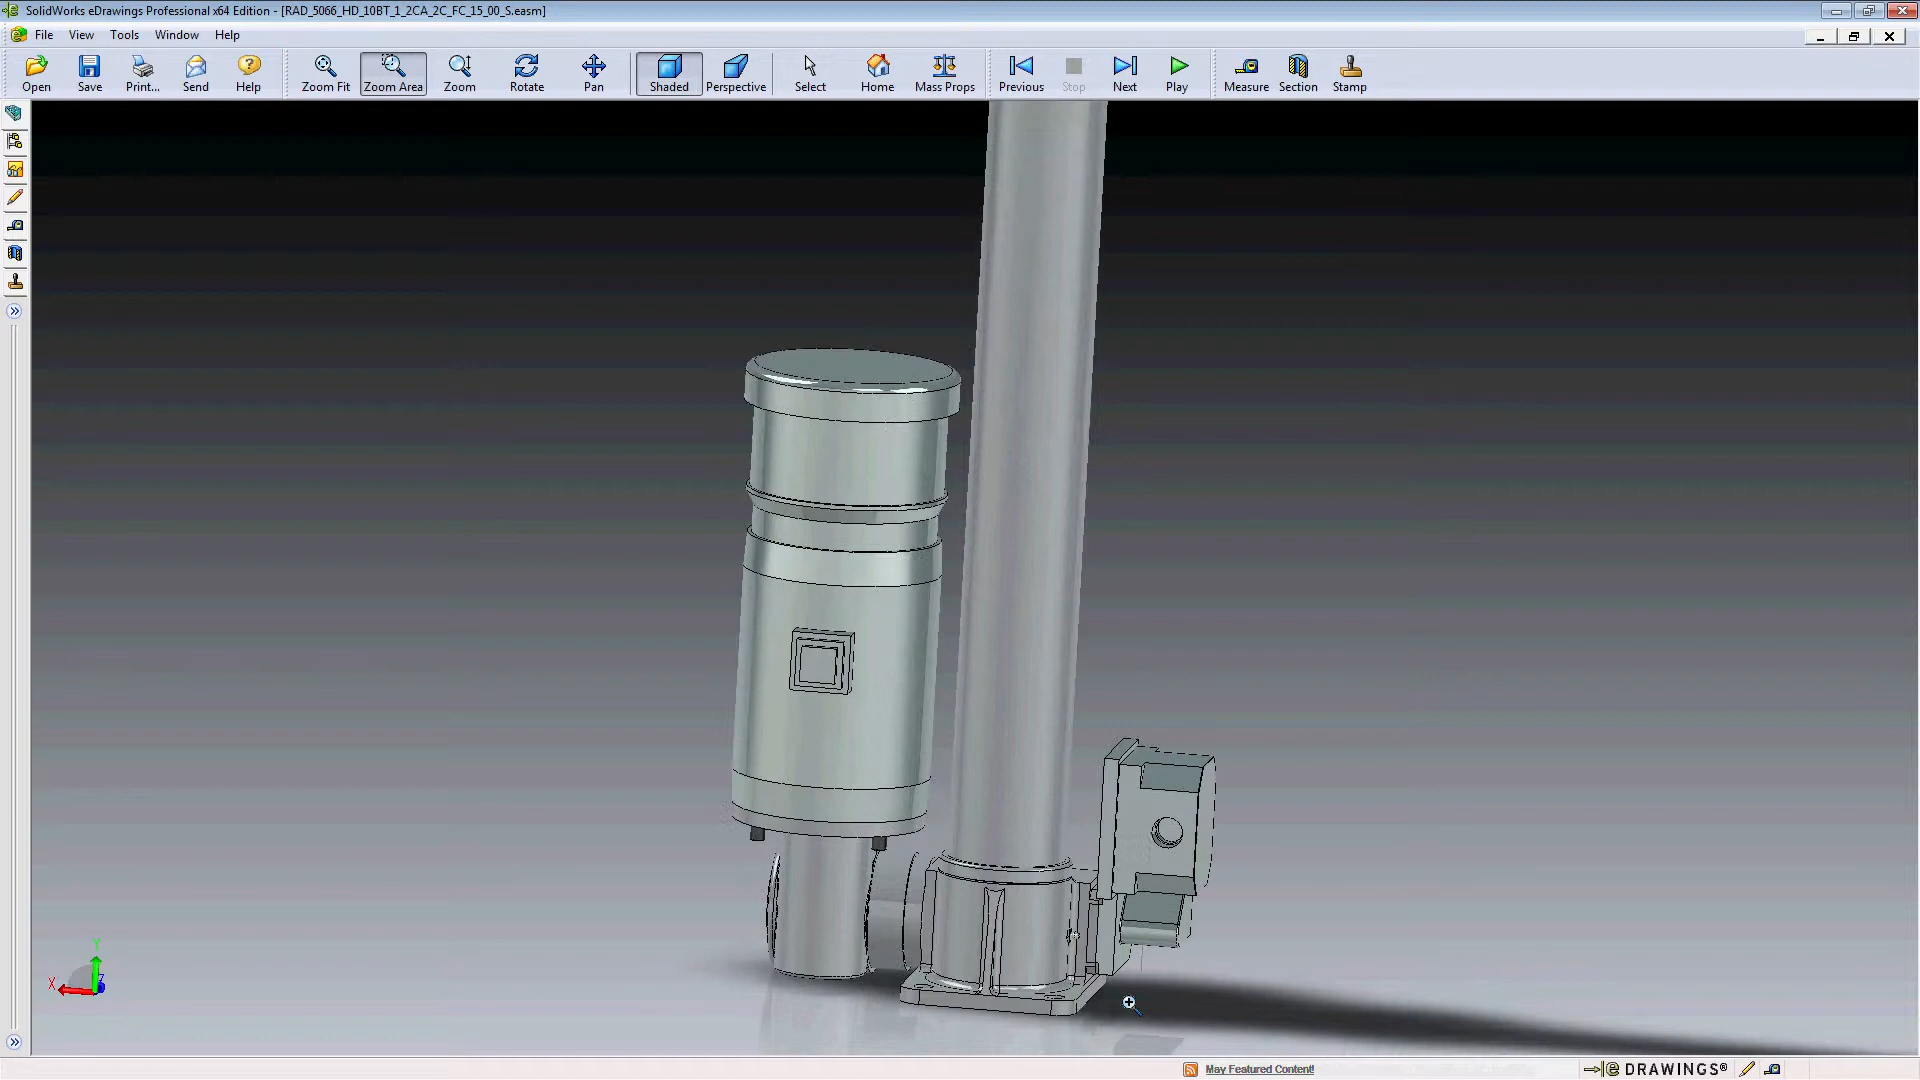 SolidWorks eDrawings Professional x64 Edition - [RAD_5066_HD_10BT_1_2CA_2C_FC_15_00_S.easm]
File View Tools Window Help
Open Save Print... Send Help Zoom Fit Zoom Area Zoom Rotate Pan Shaded Perspective Select Home Mass Props Previous Stop Next Play Measure Section Stamp
Y
X Z
May Featured Content!
e DRAWINGS®